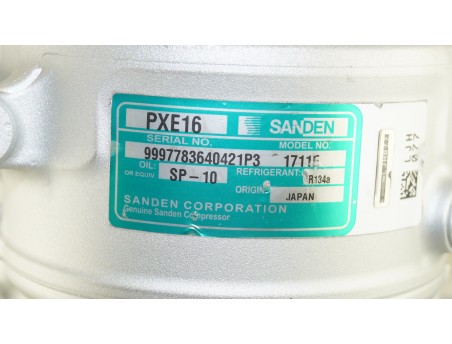 PXE16 SANDEN
SERIAL NO. MODEL NO.
9997783640421P3
OIL: SP-10 REFRIGERANT: R134a
OR EQUIV. ORIGIN: JAPAN
SANDEN CORPORATION
Genuine Sanden Compressor